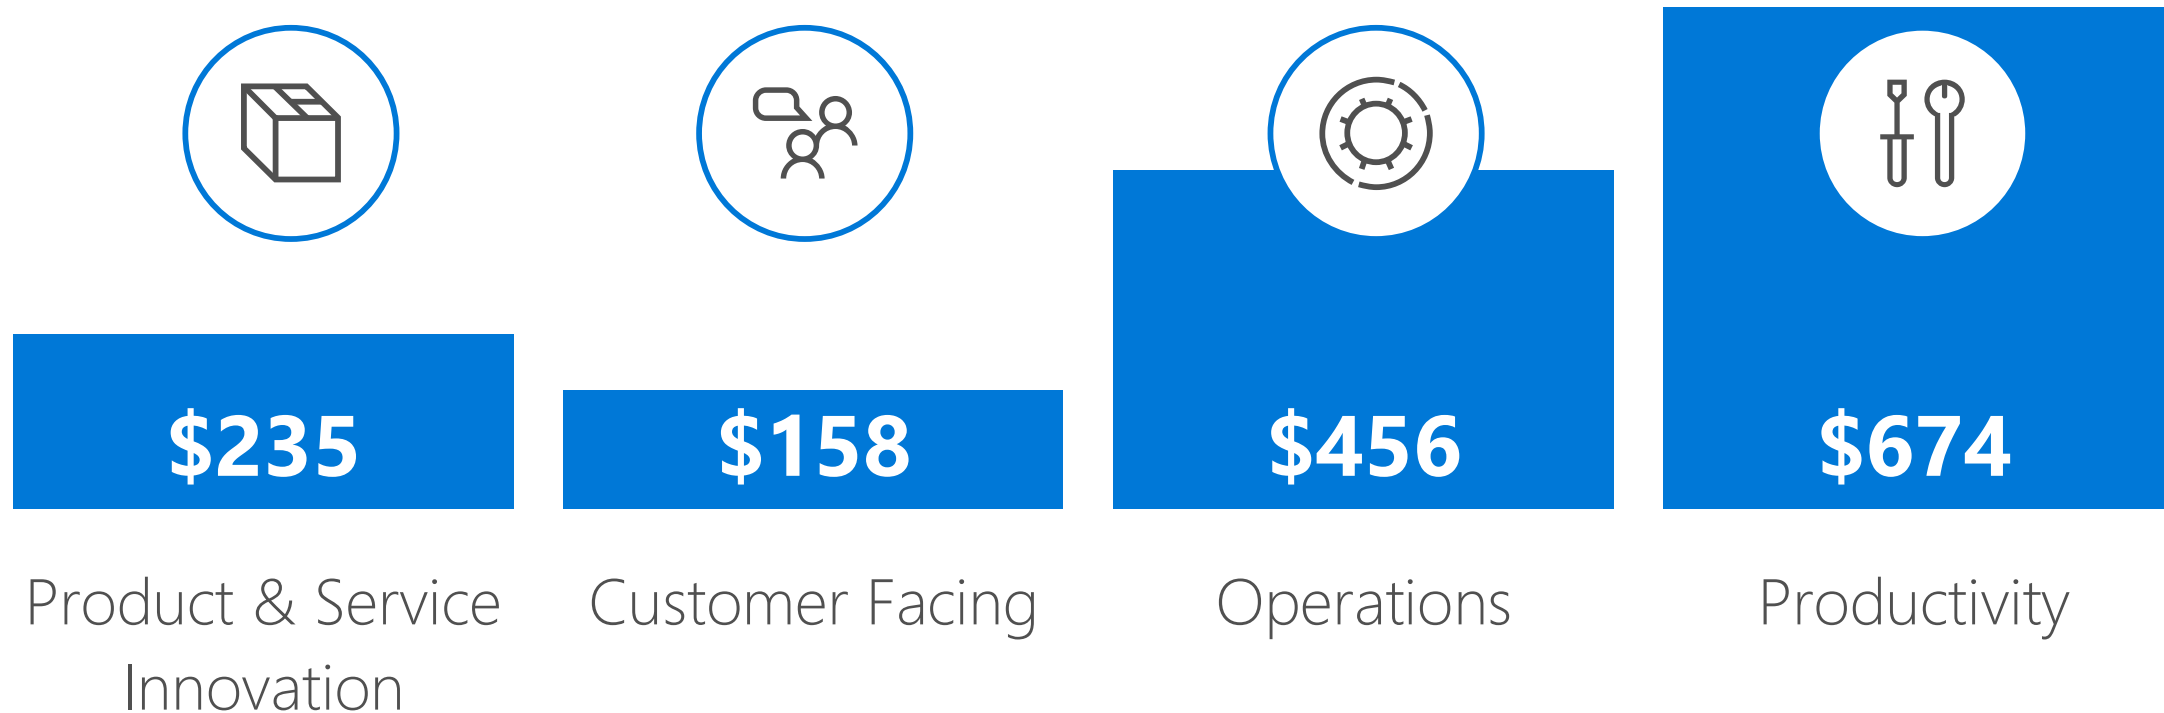 $235
$158
$456
$674
Product & Service
Innovation
Customer Facing
Operations
Productivity